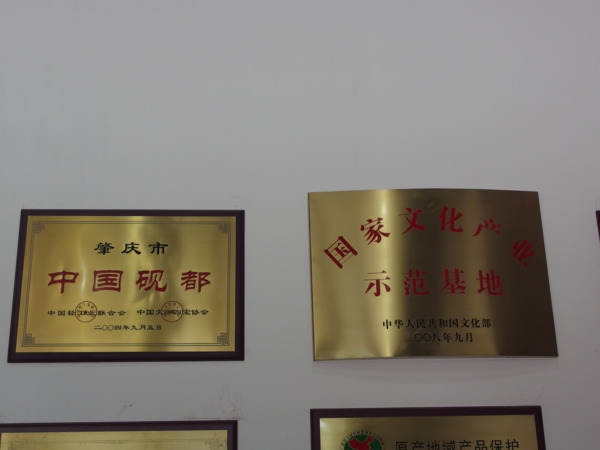 肇庆市
中国砚都
中国轻工业联合会 中国文房四宝协会
二〇〇四年九月五日
国家文化产业
示范基地
中华人民共和国文化部
二〇〇八年九月
原产地域产品保护